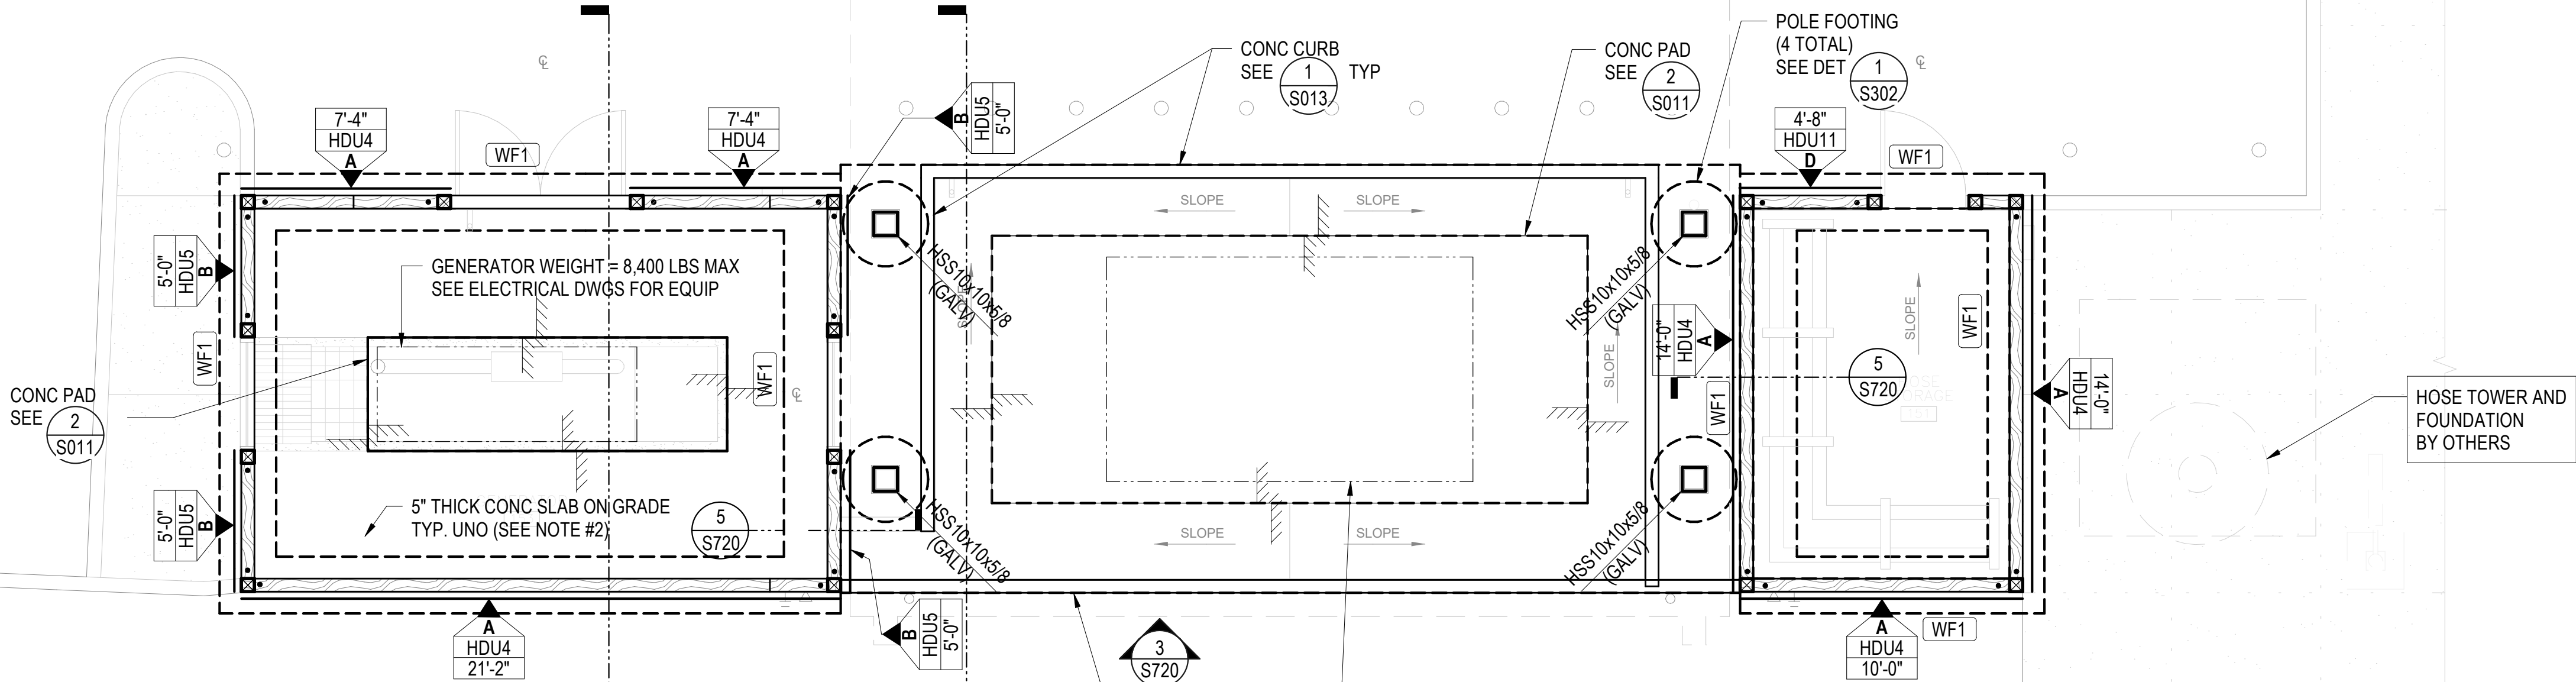 POLE FOOTING
(4 TOTAL)
SEE DET
1
S302
CONC CURB
SEE
1
S013
TYP
CONC PAD
SEE
2
S011
℄
℄
7'-4"
HDU4
A
WF1
7'-4"
HDU4
A
B
HDU5
5'-0"
4'-8"
HDU11
D
WF1
SLOPE
SLOPE
5'-0"
HDU5
B
GENERATOR WEIGHT = 8,400 LBS MAX
SEE ELECTRICAL DWGS FOR EQUIP
HSS10x10x5/8
(GALV)
HSS10x10x5/8
(GALV)
14'-0"
HDU4
A
SLOPE
WF1
WF1
WF1
℄
SLOPE
5
S720
WF1
A
HDU4
14'-0"
CONC PAD
SEE
2
S011
HOSE TOWER AND
FOUNDATION
BY OTHERS
151
5'-0"
HDU5
B
5" THICK CONC SLAB ON GRADE
TYP. UNO (SEE NOTE #2)
5
S720
HSS10x10x5/8
(GALV)
SLOPE
SLOPE
HSS10x10x5/8
(GALV)
A
HDU4
21'-2"
B
HDU5
5'-0"
3
S720
A
HDU4
10'-0"
WF1